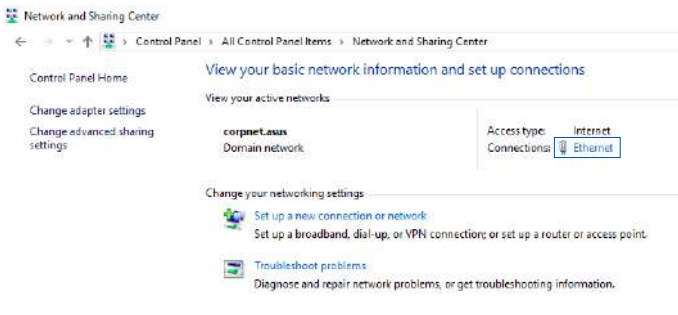 Network and Sharing Center
Control Panel > All Control Panel Items > Network and Sharing Center
Control Panel Home
Change adapter settings
Change advanced sharing
settings
View your basic network information and set up connections
View your active networks
corpnet.asus
Domain network
Access type: Internet
Connections: Ethernet
Change your networking settings
Set up a new connection or network
Set up a broadband, dial-up, or VPN connection; or set up a router or access point.
Troubleshoot problems
Diagnose and repair network problems, or get troubleshooting information.